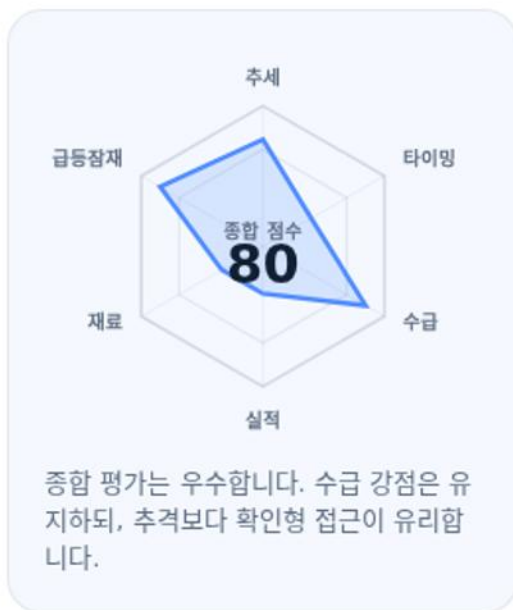 추세
급등잠재
타이밍
종합 점수
80
재료
수급
실적
종합 평가는 우수합니다. 수급 강점은 유
지하되, 추격보다 확인형 접근이 유리합
니다.